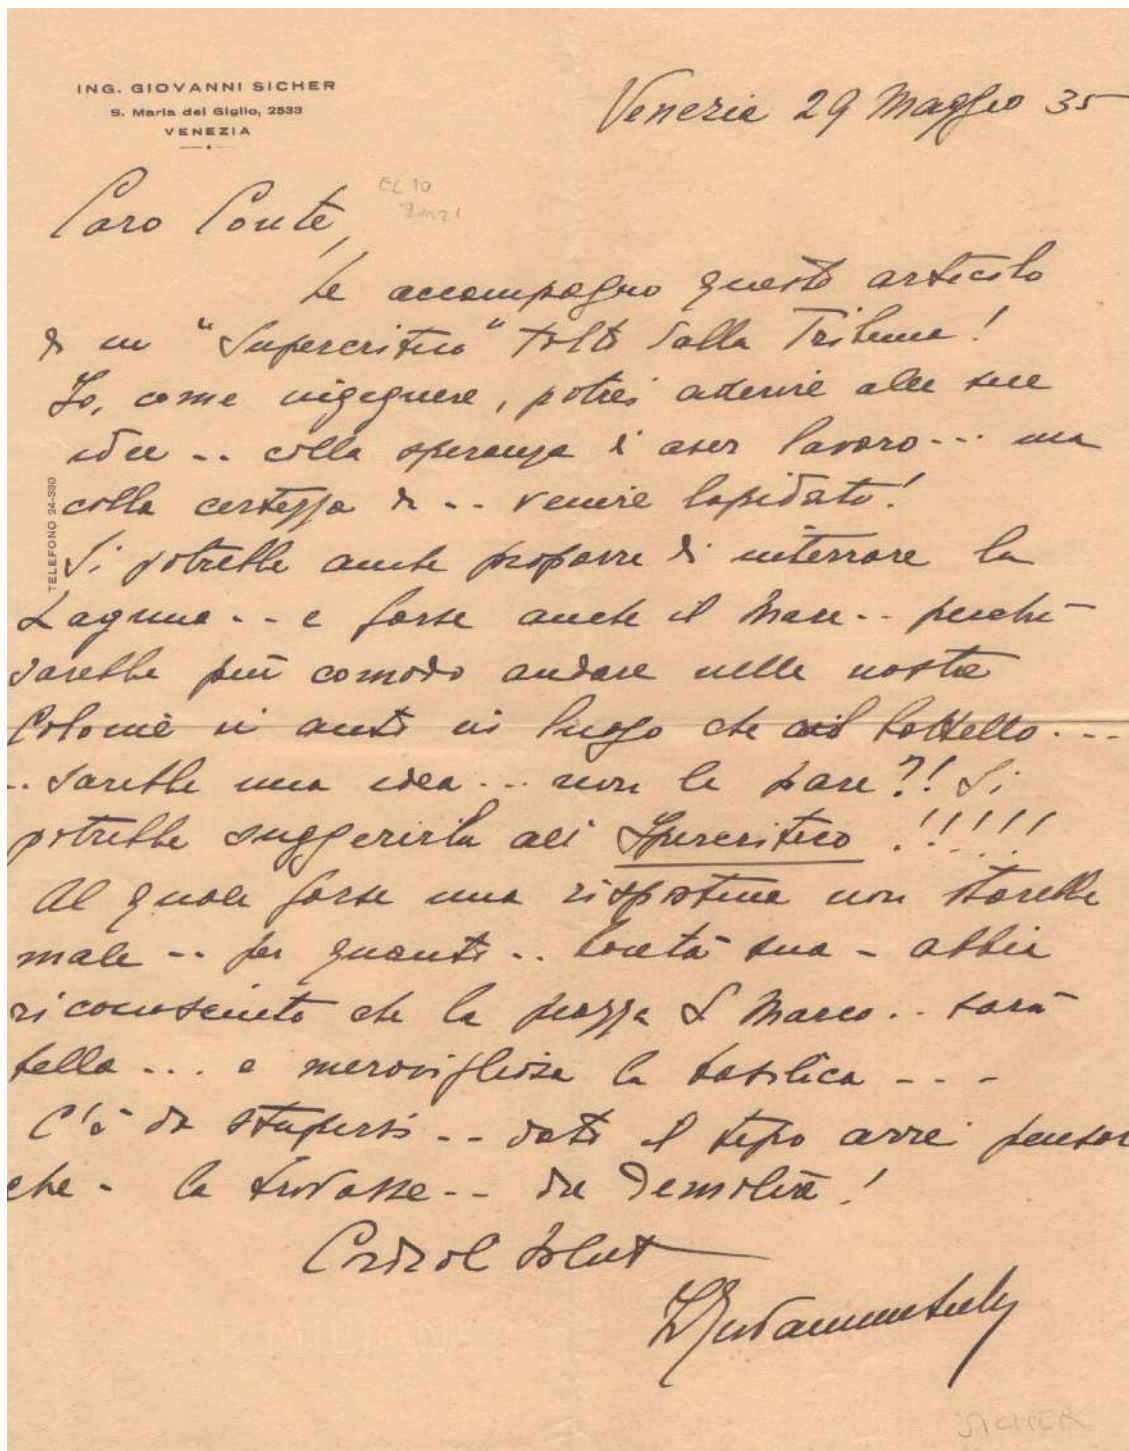 ING. GIOVANNI SICHER
S. Maria del Giglio, 2533
VENEZIA
TELEFONO 24-330
Venezia 29 Maggio 35
Caro Conte,
Le accompagno questo articolo
di un "Supercritico" tolto dalla Tribuna!
Io, come ingegnere, potrei aderire alle sue
idee .. colla speranza di aver lavoro... ma
colla certezza di .. venire lapidato!
Si potrebbe anche proporre di interrare la
Laguna .. e forse anche il Mare .. perchè
sarebbe più comodo andare nelle nostre
Colonie in auto in luogo che col battello ...
.. sarebbe una idea ... non le pare?! Si
potrebbe suggerirla al Supercritico !!!!!!
Al quale forse una rispostina non starebbe
male .. per quanto .. bontà sua - abbia
riconosciuto che la piazza S Marco .. sarà
bella ... e meravigliosa la basilica ---
C'è da stupirsi .. dato il tipo avrei pensato
che - la trovasse .. da demolire!
Cordiali saluti
SICHER